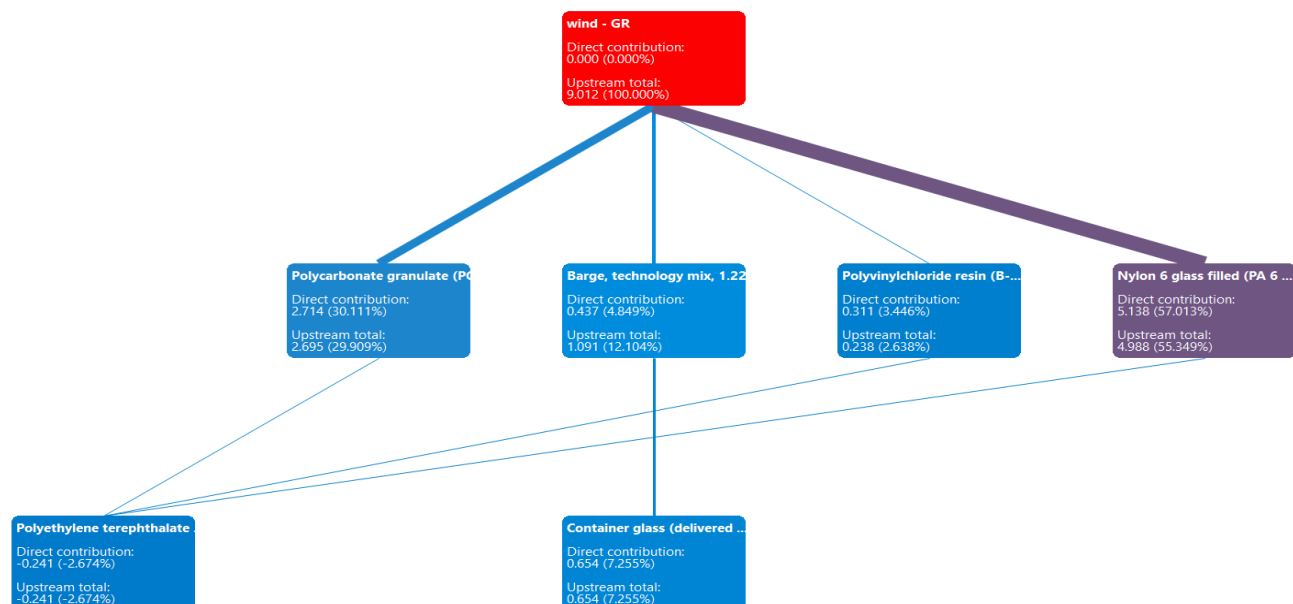 wind - GR
Direct contribution:
0.000 (0.000%)
Upstream total:
9.012 (100.000%)
Polycarbonate granulate (PC
Direct contribution:
2.714 (30.111%)
Upstream total:
2.695 (29.909%)
Barge, technology mix, 1.22
Direct contribution:
0.437 (4.849%)
Upstream total:
1.091 (12.104%)
Polyvinylchloride resin (B-...
Direct contribution:
0.311 (3.446%)
Upstream total:
0.238 (2.638%)
Nylon 6 glass filled (PA 6 ...
Direct contribution:
5.138 (57.013%)
Upstream total:
4.988 (55.349%)
Polyethylene terephthalate .
Direct contribution:
-0.241 (-2.674%)
Upstream total:
-0.241 (-2.674%)
Container glass (delivered ...
Direct contribution:
0.654 (7.255%)
Upstream total:
0.654 (7.255%)